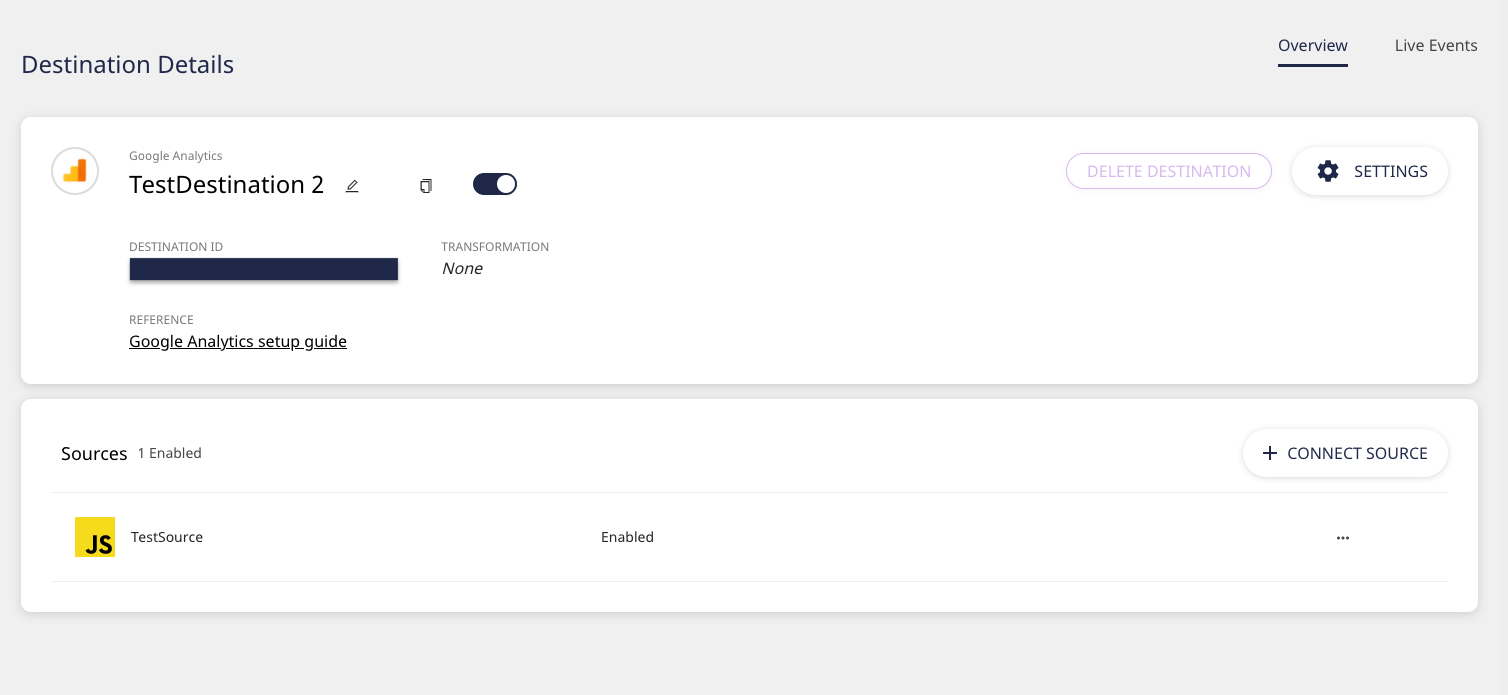 Overview
Live Events
Destination Details
Google Analytics
TestDestination 2
DELETE DESTINATION
SETTINGS
DESTINATION ID
TRANSFORMATION
None
REFERENCE
Google Analytics setup guide
Sources 1 Enabled
CONNECT SOURCE
JS
TestSource
Enabled